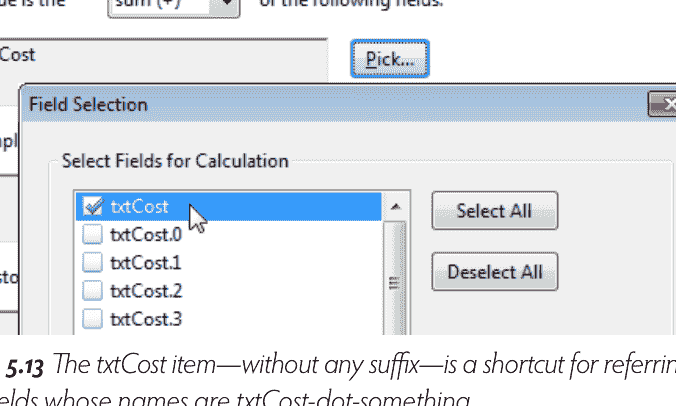 is the sum (+) of the following fields:
Cost
Pick...
Field Selection
Select Fields for Calculation
txtCost
Select All
txtCost.0
txtCost.1
Deselect All
txtCost.2
txtCost.3
5.13 The txtCost item—without any suffix—is a shortcut for referrin
elds whose names are txtCost-dot-something